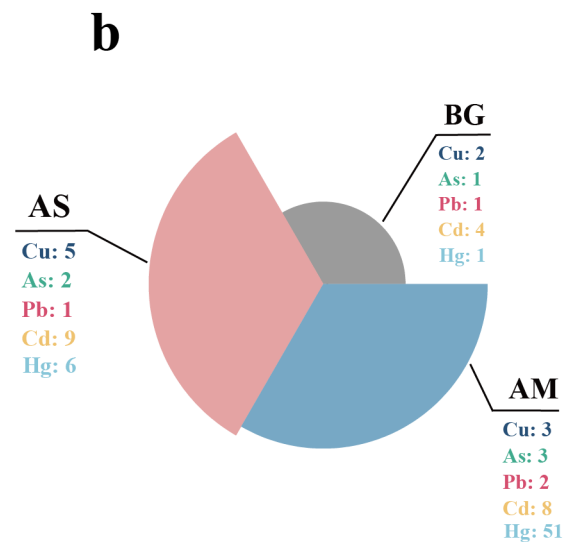 b
BG
Cu: 2
As: 1
Pb: 1
Cd: 4
Hg: 1
AS
Cu: 5
As: 2
Pb: 1
Cd: 9
Hg: 6
AM
Cu: 3
As: 3
Pb: 2
Cd: 8
Hg: 51